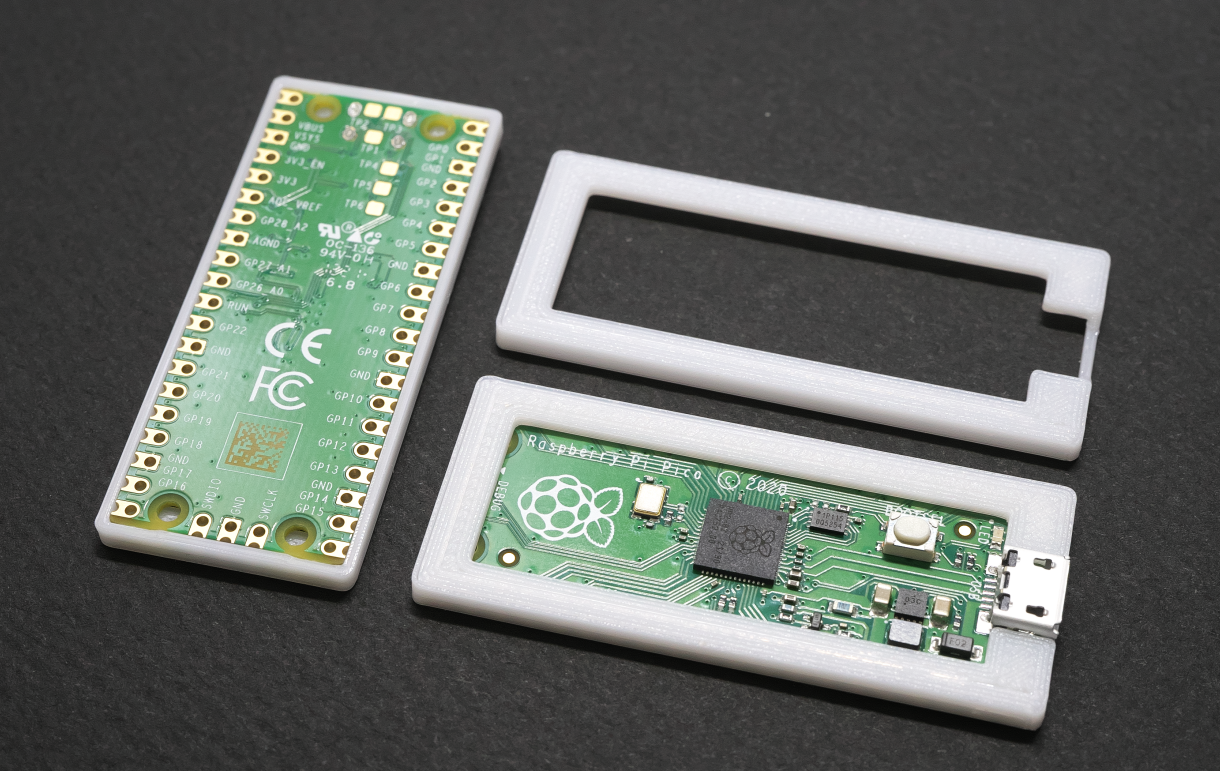 VBUS
VSYS
GND
3V3_EN
3V3
ADC_VREF
GP28_A2
AGND
GP27_A1
GP26_A0
RUN
GP22
GND
GP21
GP20
GP19
GP18
GND
GP17
GP16
TP2
TP3
TP1
TP4
TP5
TP6
OC-136
94V-0
6.8
CE
FC
SWDIO
GND
SWCLK
GP0
GP1
GND
GP2
GP3
GP4
GP5
GND
GP6
GP7
GP8
GP9
GND
GP10
GP11
GP12
GP13
GND
GP14
GP15
Raspberry Pi Pico © 2020
DEBUG
BOOTSEL
LED
USB